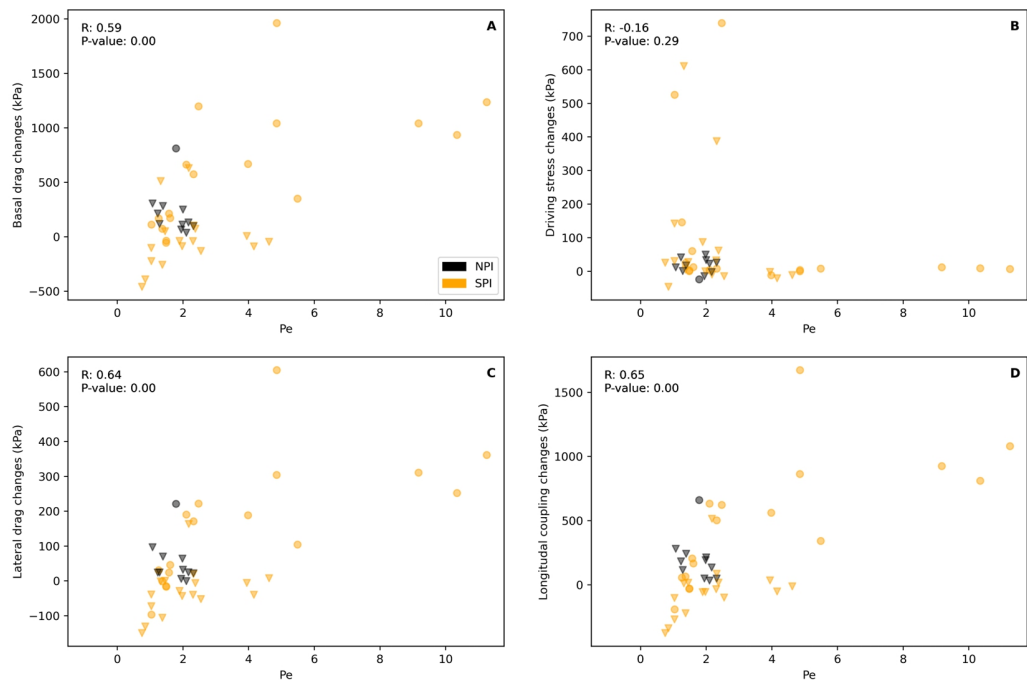 R: 0.59
P-value: 0.00
A
2000
1500
1000
500
0
−500
Basal drag changes (kPa)
NPI
SPI
0 2 4 6 8 10
Pe
R: -0.16
P-value: 0.29
B
700
600
500
400
300
200
100
0
Driving stress changes (kPa)
0 2 4 6 8 10
Pe
R: 0.64
P-value: 0.00
C
600
500
400
300
200
100
0
−100
Lateral drag changes (kPa)
0 2 4 6 8 10
Pe
R: 0.65
P-value: 0.00
D
1500
1000
500
0
Longitudal coupling changes (kPa)
0 2 4 6 8 10
Pe